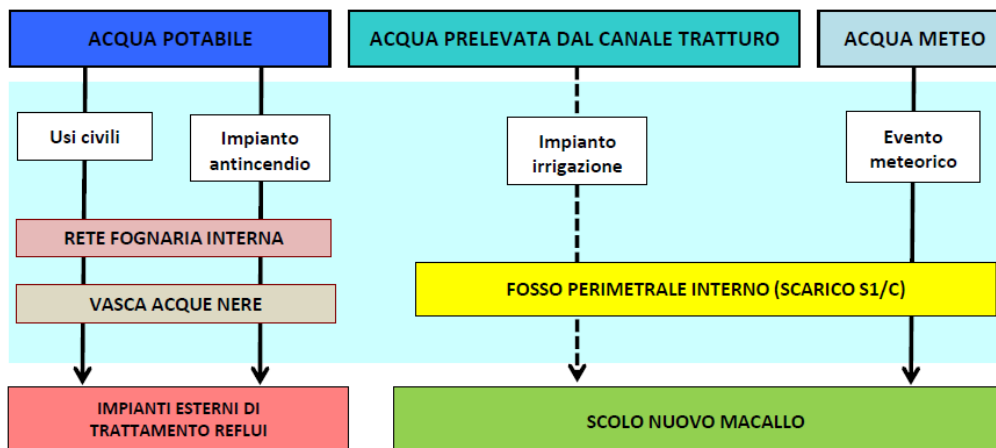 ACQUA POTABILE
ACQUA PRELEVATA DAL CANALE TRATTURO
ACQUA METEO
Usi civili
Impianto
antincendio
Impianto
irrigazione
Evento
meteorico
RETE FOGNARIA INTERNA
VASCA ACQUE NERE
FOSSO PERIMETRALE INTERNO (SCARICO S1/C)
IMPIANTI ESTERNI DI
TRATTAMENTO REFLUI
SCOLO NUOVO MACALLO